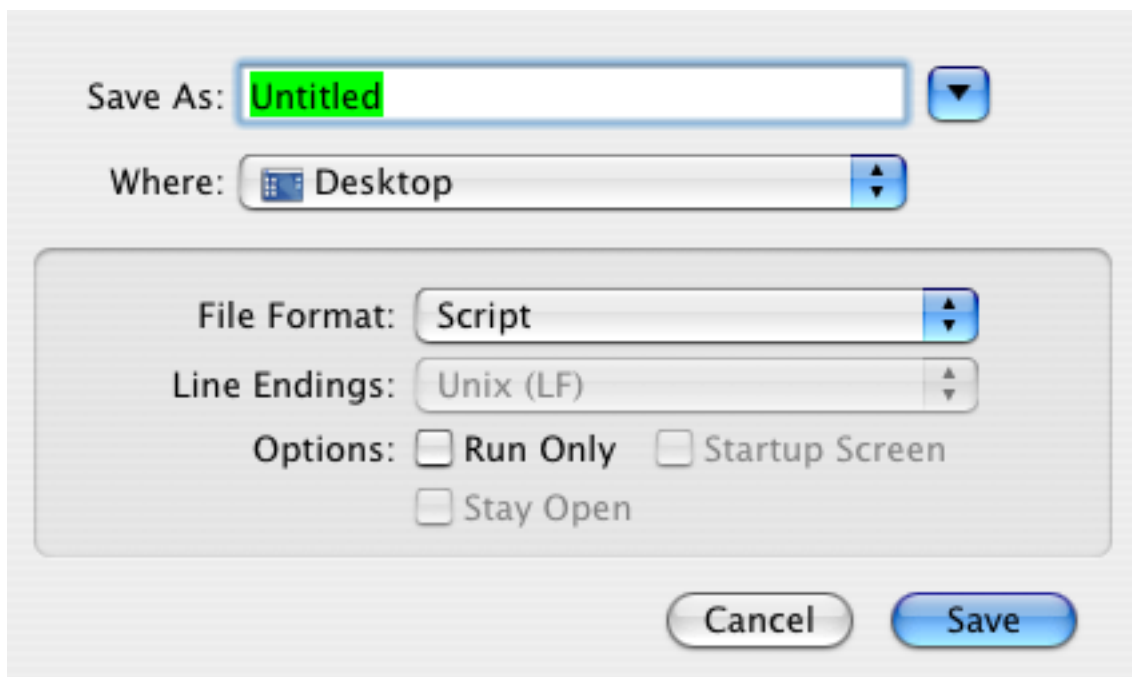 Save As: Untitled
Where: Desktop
File Format: Script
Line Endings: Unix (LF)
Options: Run Only Startup Screen
Stay Open
Cancel Save